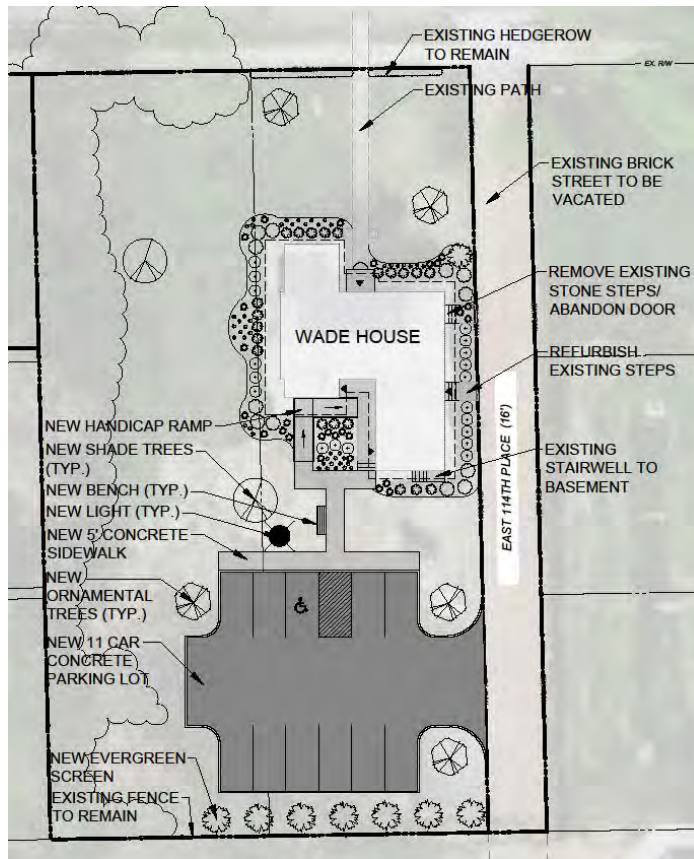 EXISTING HEDGEROW
TO REMAIN
EX. R/W
EXISTING PATH
EXISTING BRICK
STREET TO BE
VACATED
REMOVE EXISTING
STONE STEPS/
ABANDON DOOR
WADE HOUSE
REFURBISH
EXISTING STEPS
NEW HANDICAP RAMP
NEW SHADE TREES
(TYP.)
NEW BENCH (TYP.)
NEW LIGHT (TYP.)
NEW 5' CONCRETE
SIDEWALK
EXISTING
STAIRWELL TO
BASEMENT
EAST 114TH PLACE (16')
NEW
ORNAMENTAL
TREES (TYP.)
NEW 11 CAR
CONCRETE
PARKING LOT
NEW EVERGREEN
SCREEN
EXISTING FENCE
TO REMAIN